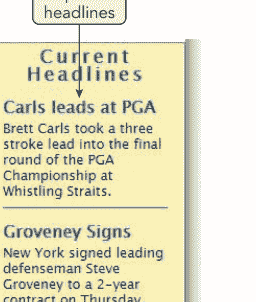 headlines
Current
Headlines
Carls leads at PGA
Brett Carls took a three
stroke lead into the final
round of the PGA
Championship at
Whistling Straits.
Groveney Signs
New York signed leading
defenseman Steve
Groveney to a 2-year
contract on Thursday